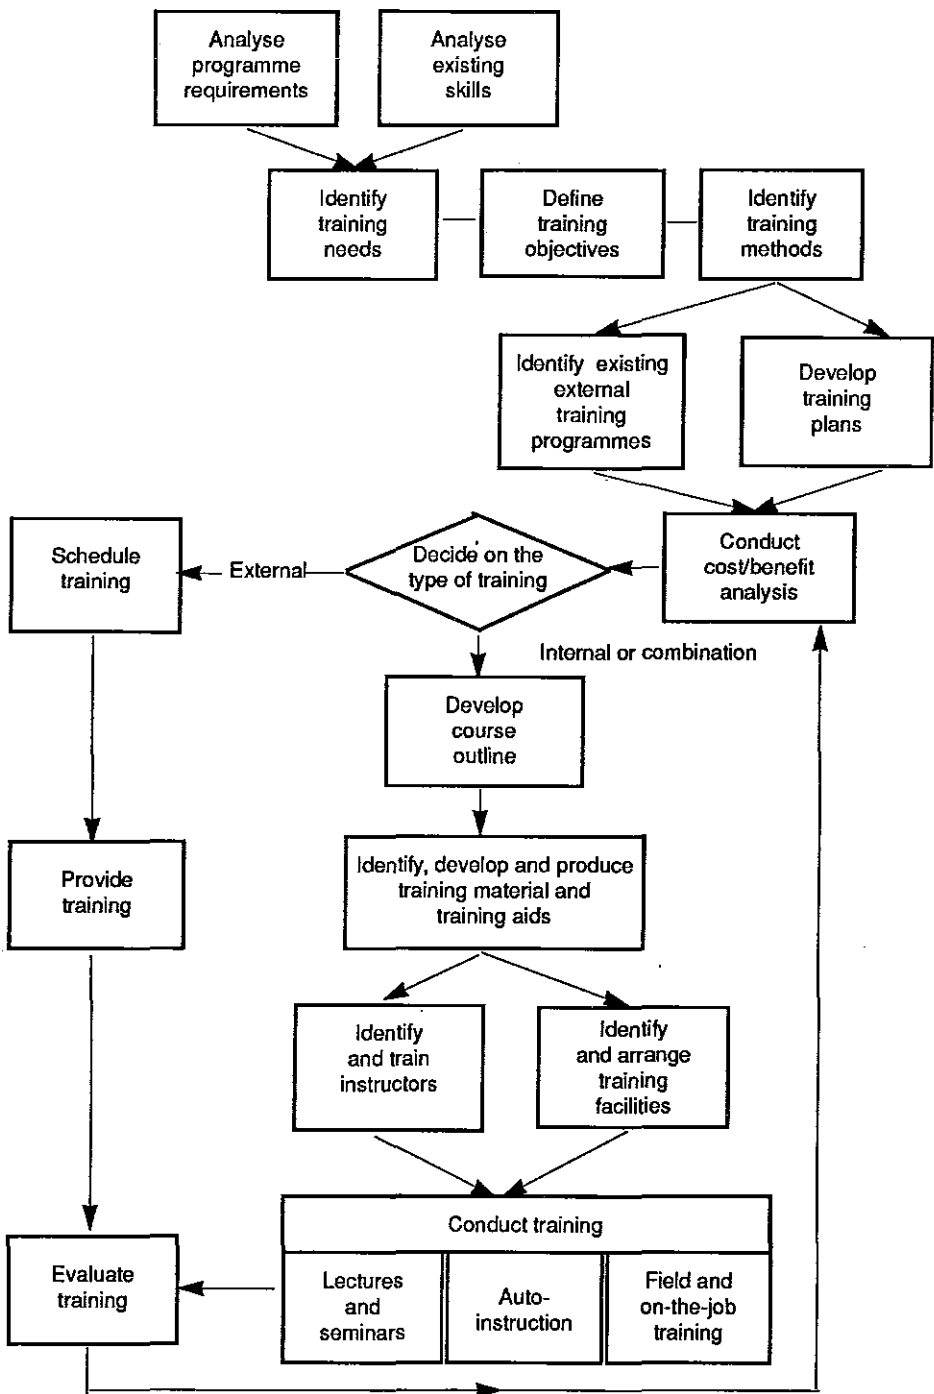 Analyse
programme
requirements
Analyse
existing
skills
Identify
training
needs
Define
training
objectives
Identify
training
methods
Identify existing
external
training
programmes
Develop
training
plans
Schedule
training
External
Decide on the
type of training
Conduct
cost/benefit
analysis
Internal or combination
Develop
course
outline
Provide
training
Identify, develop and produce
training material and
training aids
Identify
and train
instructors
Identify
and arrange
training
facilities
Conduct training
Evaluate
training
Lectures
and
seminars
Auto-
instruction
Field and
on-the-job
training